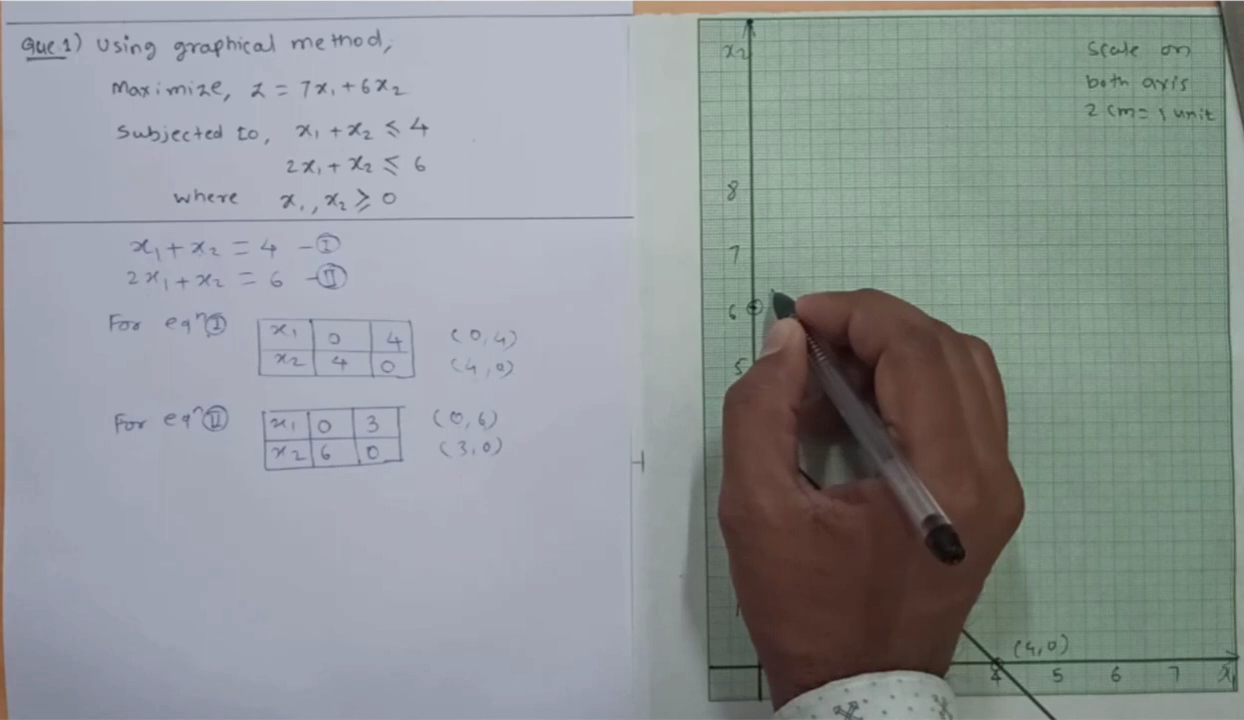 Que.1) Using graphical method,
Maximize, Z = 7x₁+6x₂
Subjected to, x₁ + x₂ ≤ 4
2x₁ + x₂ ≤ 6
where x₁, x₂ ≥ 0
x₁ + x₂ = 4 - Ⓘ
2x₁ + x₂ = 6 - Ⓘⓘ
For eqⁿ Ⓘ
x₁ 0 4 (0,4)
x₂ 4 0 (4,0)
For eqⁿ Ⅱ
x₁ 0 3 (0,6)
x₂ 6 0 (3,0)
x₂
Scale on
both axis
2 cm = 1 unit
8
7
6
5
(4,0)
4 5 6 7 x₁